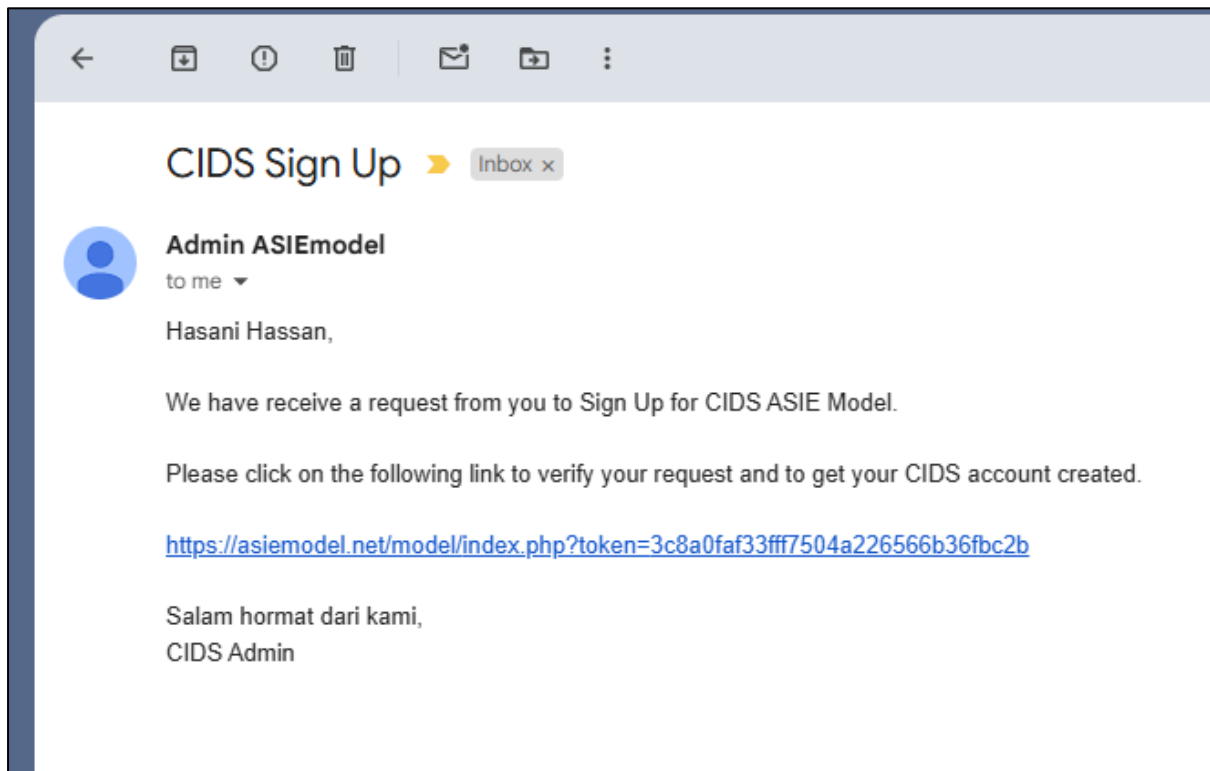 CIDS Sign Up
Inbox ×
Admin ASIEmodel
to me
Hasani Hassan,
We have receive a request from you to Sign Up for CIDS ASIE Model.
Please click on the following link to verify your request and to get your CIDS account created.
https://asiemodel.net/model/index.php?token=3c8a0faf33fff7504a226566b36fbc2b
Salam hormat dari kami,
CIDS Admin